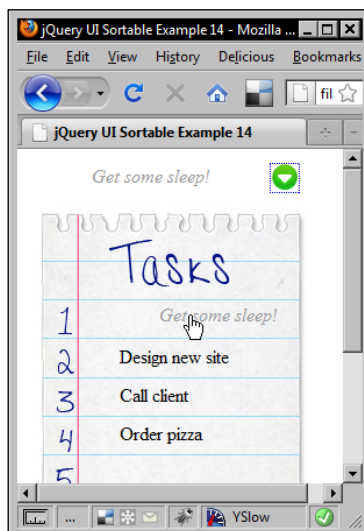 jQuery UI Sortable Example 14 - Mozilla ...
File Edit View History Delicious Bookmarks
fil
jQuery UI Sortable Example 14
Get some sleep!
Tasks
1 Get some sleep!
2 Design new site
3 Call client
4 Order pizza
5
... YSlow